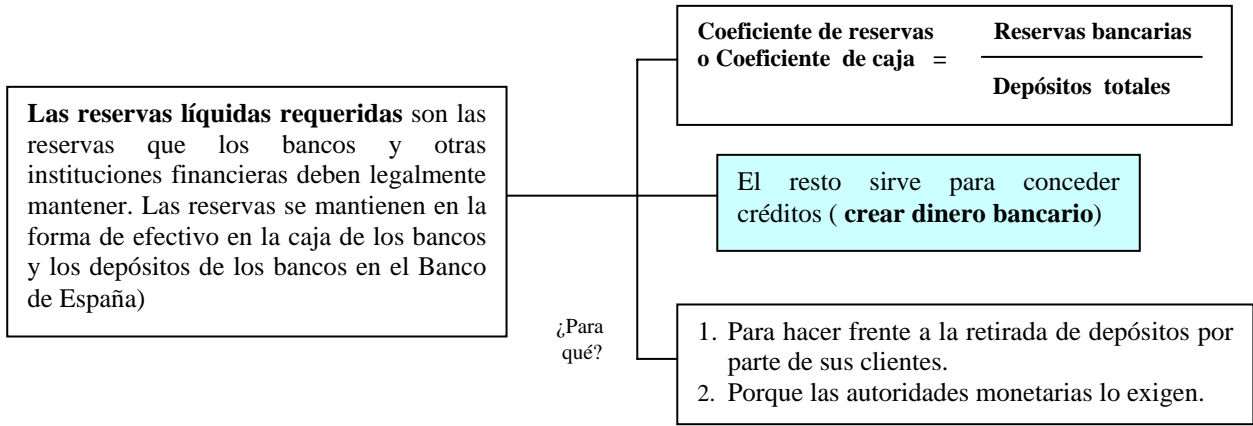 Coeficiente de reservas Reservas bancarias
o Coeficiente de caja =
Depósitos totales
Las reservas líquidas requeridas son las
reservas que los bancos y otras
instituciones financieras deben legalmente
mantener. Las reservas se mantienen en la
forma de efectivo en la caja de los bancos
y los depósitos de los bancos en el Banco
de España)
El resto sirve para conceder
créditos ( crear dinero bancario)
¿Para
qué?
1. Para hacer frente a la retirada de depósitos por
parte de sus clientes.
2. Porque las autoridades monetarias lo exigen.